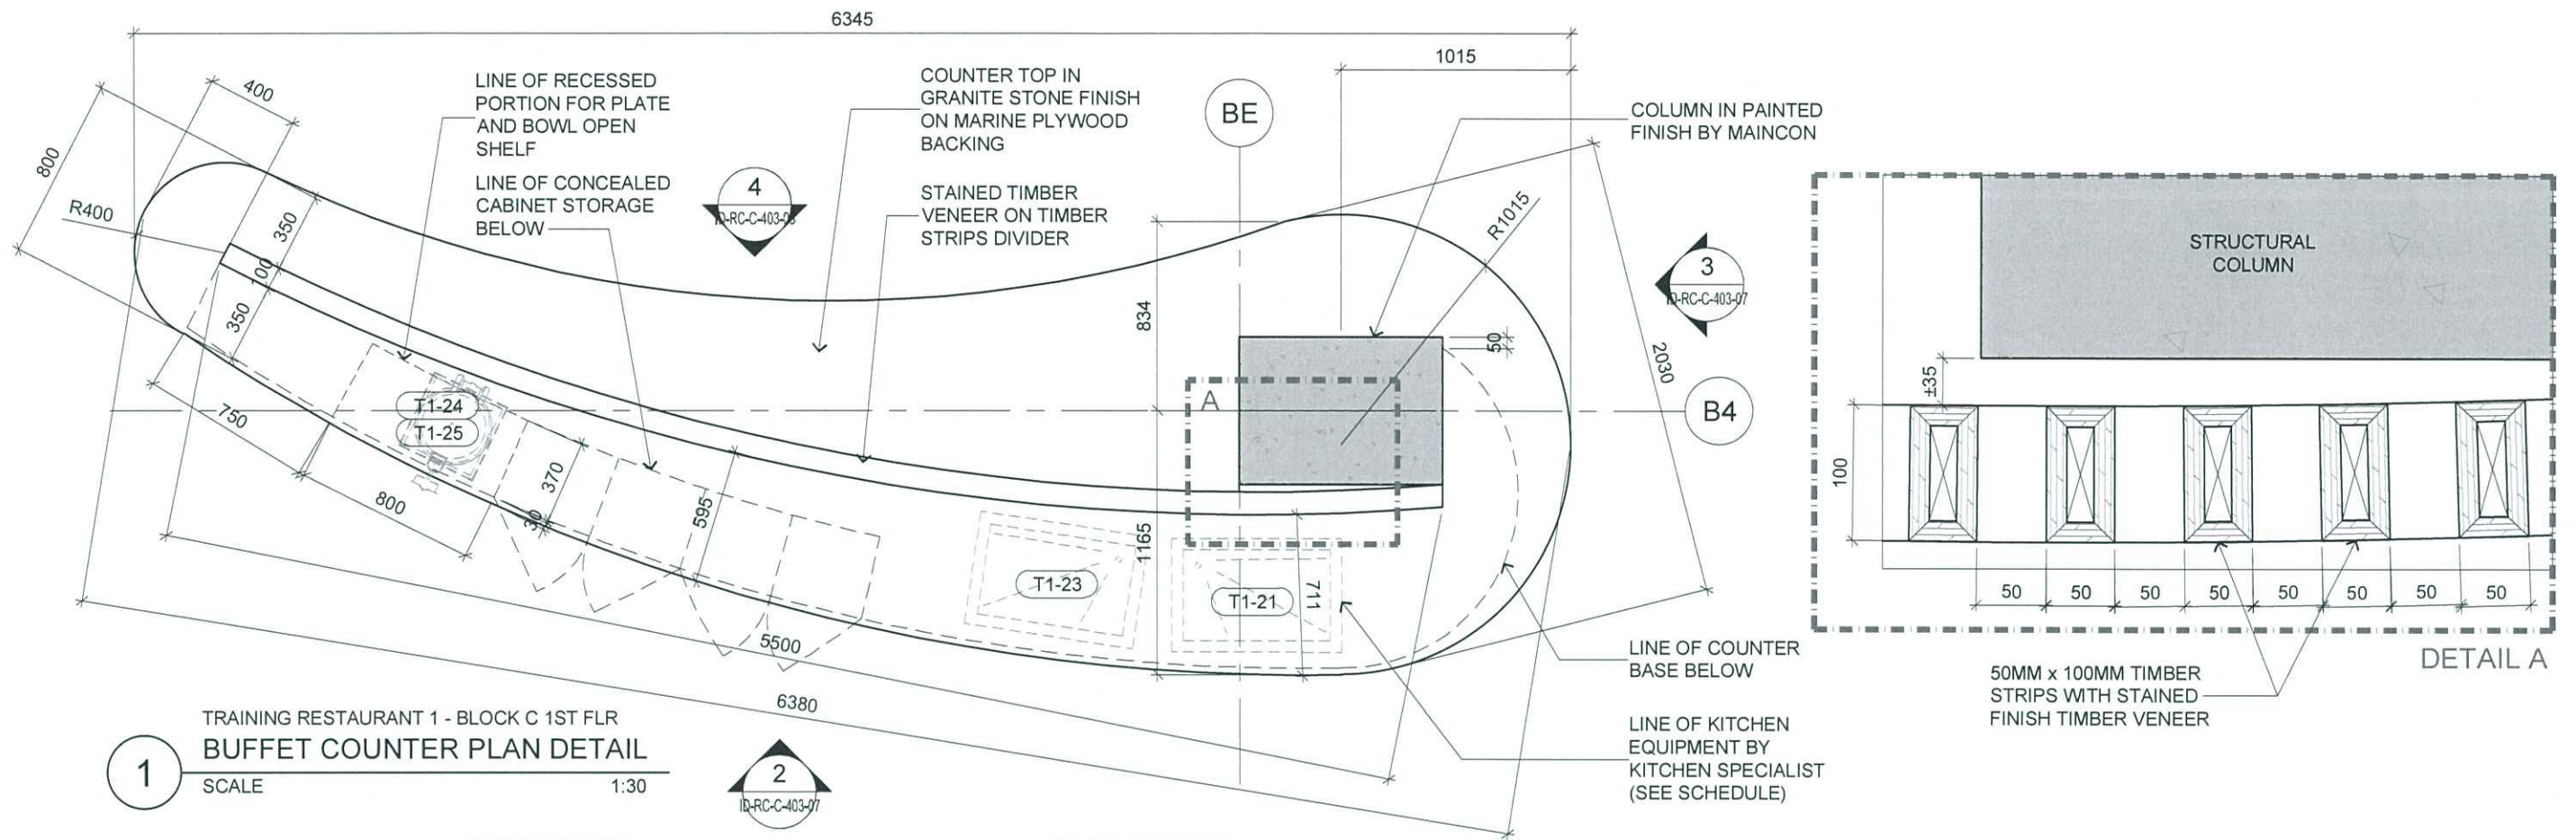 6345
1015
400
800
R400
350
100
350
LINE OF RECESSED
PORTION FOR PLATE
AND BOWL OPEN
SHELF
LINE OF CONCEALED
CABINET STORAGE
BELOW
COUNTER TOP IN
GRANITE STONE FINISH
ON MARINE PLYWOOD
BACKING
STAINED TIMBER
VENEER ON TIMBER
STRIPS DIVIDER
4
BE
COLUMN IN PAINTED
FINISH BY MAINCON
R1015
834
50
2030
3
ID-RC-C-403-07
B4
A
T1-24
T1-25
750
800
370
30
595
1165
711
T1-23
T1-21
5500
6380
LINE OF COUNTER
BASE BELOW
LINE OF KITCHEN
EQUIPMENT BY
KITCHEN SPECIALIST
(SEE SCHEDULE)
1
TRAINING RESTAURANT 1 - BLOCK C 1ST FLR
BUFFET COUNTER PLAN DETAIL
SCALE 1:30
2
ID-RC-C-403-07
STRUCTURAL
COLUMN
±35
100
50 50 50 50 50 50 50 50
DETAIL A
50MM x 100MM TIMBER
STRIPS WITH STAINED
FINISH TIMBER VENEER